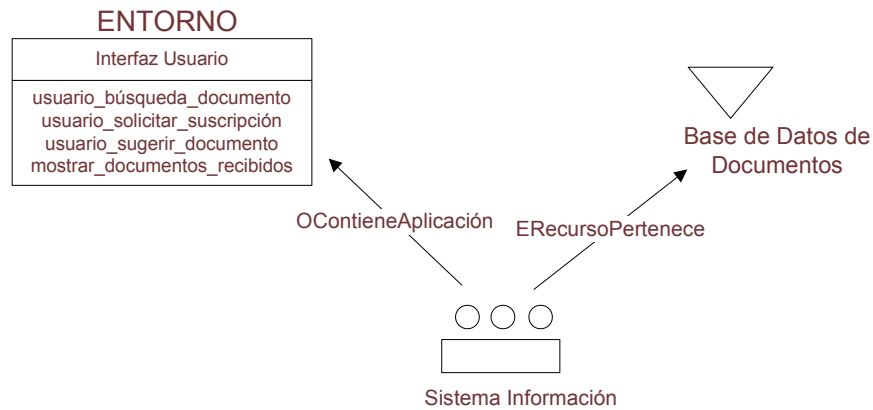 ENTORNO
Interfaz Usuario
usuario_búsqueda_documento
usuario_solicitar_suscripción
usuario_sugerir_documento
mostrar_documentos_recibidos
Base de Datos de
Documentos
OContieneAplicación
ERecursoPertenece
Sistema Información